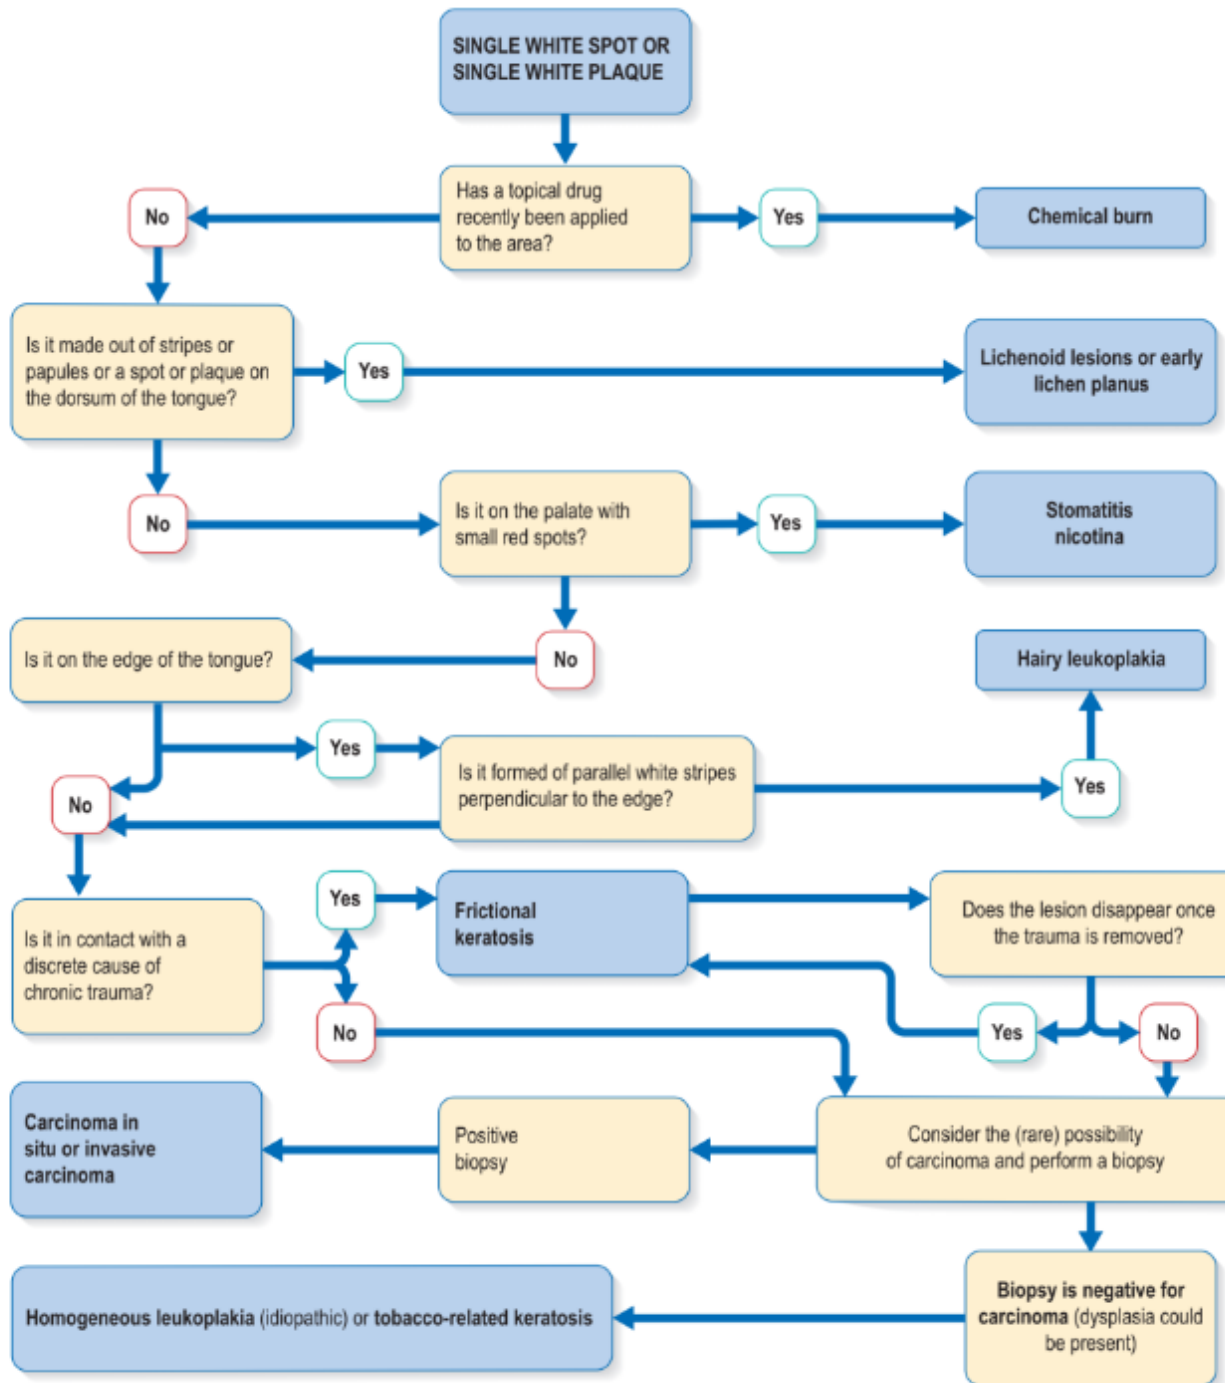 SINGLE WHITE SPOT OR
SINGLE WHITE PLAQUE
Has a topical drug
recently been applied
to the area?
No
Yes
Chemical burn
Is it made out of stripes or
papules or a spot or plaque on
the dorsum of the tongue?
Yes
Lichenoid lesions or early
lichen planus
No
Is it on the palate with
small red spots?
Yes
Stomatitis
nicotina
No
Is it on the edge of the tongue?
Hairy leukoplakia
Yes
Is it formed of parallel white stripes
perpendicular to the edge?
Yes
No
Is it in contact with a
discrete cause of
chronic trauma?
Yes
Frictional
keratosis
Does the lesion disappear once
the trauma is removed?
No
Yes
No
Carcinoma in
situ or invasive
carcinoma
Positive
biopsy
Consider the (rare) possibility
of carcinoma and perform a biopsy
Homogeneous leukoplakia (idiopathic) or tobacco-related keratosis
Biopsy is negative for
carcinoma (dysplasia could
be present)